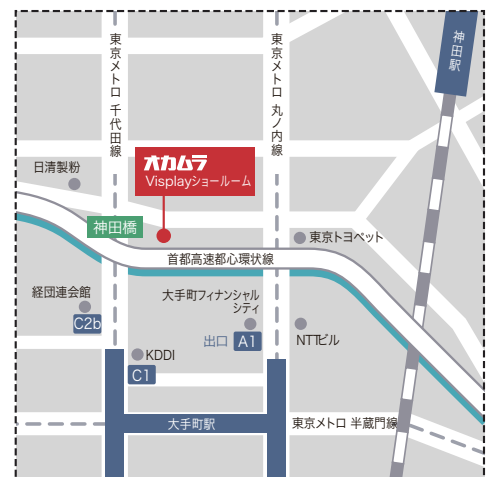 東京メトロ 千代田線
東京メトロ 丸ノ内線
神田駅
オカムラ
Visplayショールーム
日清製粉
神田橋
東京トヨペット
首都高速都心環状線
経団連会館
C2b
大手町フィナンシャル
シティ
出口 A1
NTTビル
KDDI
C1
大手町駅
東京メトロ 半蔵門線